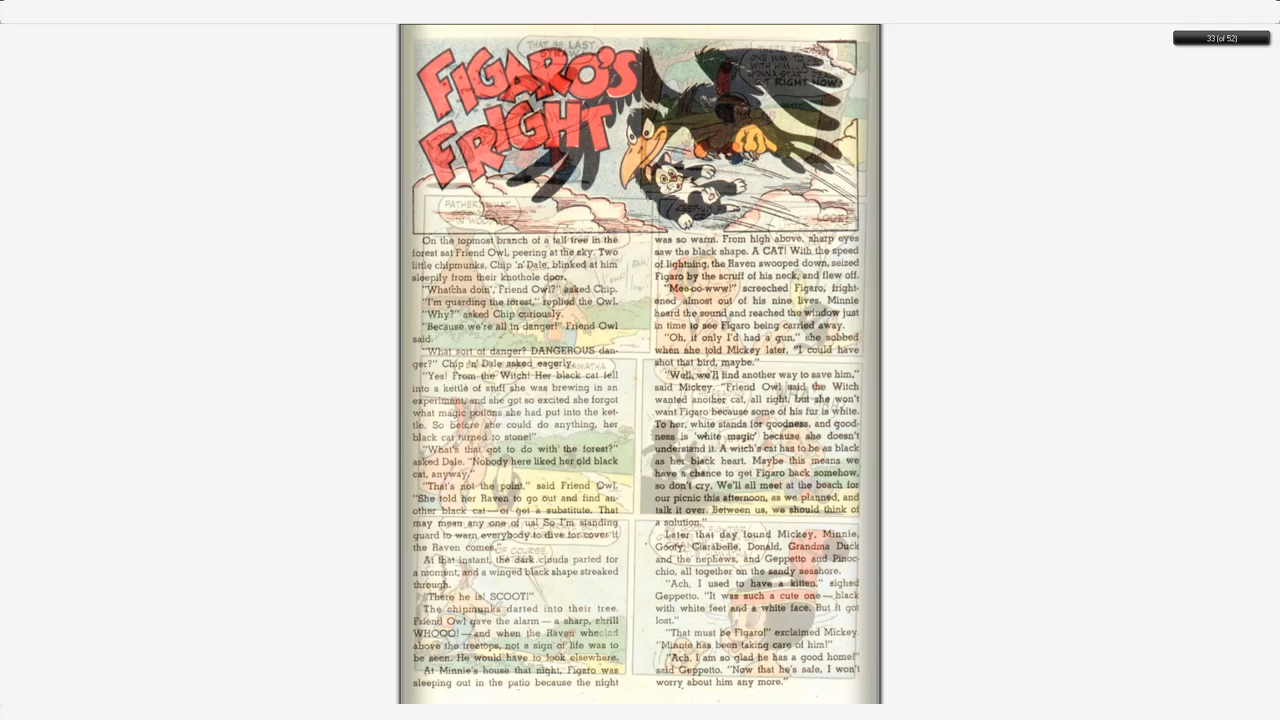 33 (of 52)
FIGARO'S
FRIGHT
THAT BE LAST
RIGHT NOW
FATHER, WHAT
LOOK!
On the topmost branch of a tall tree in the
forest sat Friend Owl, peering at the sky. Two
little chipmunks, Chip 'n' Dale, blinked at him
sleepily from their knothole door.
"What'cha doin', Friend Owl?" asked Chip.
"I'm guarding the forest," replied the Owl.
"Why?" asked Chip curiously.
"Because we're all in danger!" Friend Owl
said.
"What sort of danger? DANGEROUS dan-
ger?" Chip 'n' Dale asked eagerly.
"Yes! From the Witch! Her black cat fell
into a kettle of stuff she was brewing in an
experiment, and she got so excited she forgot
what magic potions she had put into the ket-
tle. So before she could do anything, her
black cat turned to stone!"
"What's that got to do with the forest?"
asked Dale. "Nobody here liked her old black
cat, anyway."
"That's not the point," said Friend Owl.
"She told her Raven to go out and find an-
other black cat — or get a substitute. That
may mean any one of us! So I'm standing
guard to warn everybody to dive for cover if
the Raven comes."
OF COURSE
At that instant, the dark clouds parted for
a moment, and a winged black shape streaked
through.
"There he is! SCOOT!"
The chipmunks darted into their tree.
Friend Owl gave the alarm — a sharp, shrill
WHOOO! — and when the Raven wheeled
above the treetops, not a sign of life was to
be seen. He would have to look elsewhere.
At Minnie's house that night, Figaro was
sleeping out in the patio because the night
was so warm. From high above, sharp eyes
saw the black shape. A CAT! With the speed
of lightning, the Raven swooped down, seized
Figaro by the scruff of his neck, and flew off.
"Mee-oo-www!" screeched Figaro, fright-
ened almost out of his nine lives. Minnie
heard the sound and reached the window just
in time to see Figaro being carried away.
"Oh, if only I'd had a gun," she sobbed
when she told Mickey later, "I could have
shot that bird, maybe."
"Well, we'll find another way to save him,"
said Mickey. "Friend Owl said the Witch
wanted another cat, all right, but she won't
want Figaro because some of his fur is white.
To her, white stands for goodness, and good-
ness is 'white magic' because she doesn't
understand it. A witch's cat has to be as black
as her black heart. Maybe this means we
have a chance to get Figaro back somehow,
so don't cry. We'll all meet at the beach for
our picnic this afternoon, as we planned, and
talk it over. Between us, we should think of
a solution."
Later that day found Mickey, Minnie,
Goofy, Clarabelle, Donald, Grandma Duck
and the nephews, and Geppetto and Pinoc-
chio, all together on the sandy seashore.
"Ach, I used to have a kitten," sighed
Geppetto. "It was such a cute one — black
with white feet and a white face. But it got
lost."
"That must be Figaro!" exclaimed Mickey.
"Minnie has been taking care of him!"
"Ach, I am so glad he has a good home!"
said Geppetto. "Now that he's safe, I won't
worry about him any more."